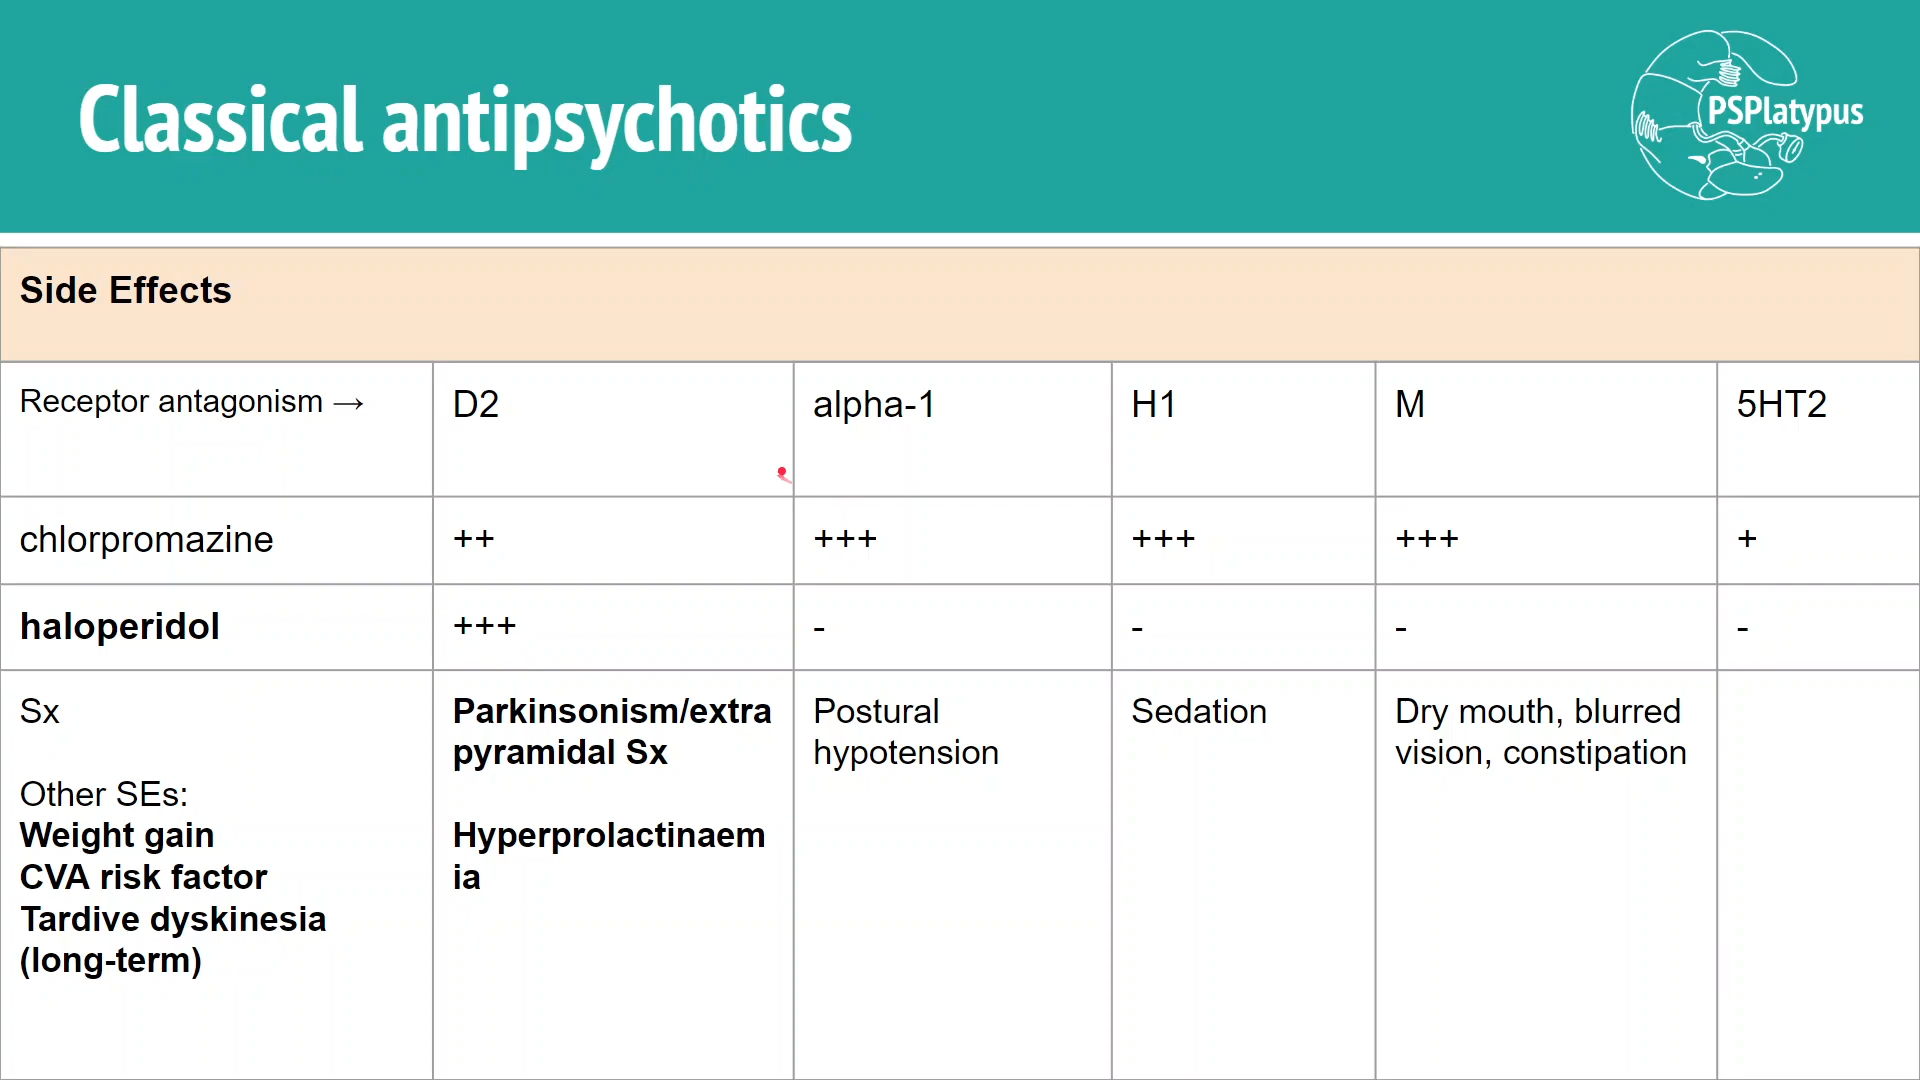 Classical antipsychotics
PSPlatypus
Side Effects
Receptor antagonism →
D2
alpha-1
H1
M
5HT2
chlorpromazine
++
+++
+++
+++
+
haloperidol
+++
-
-
-
-
Sx
Other SEs:
Weight gain
CVA risk factor
Tardive dyskinesia
(long-term)
Parkinsonism/extra
pyramidal Sx
Hyperprolactinaem
ia
Postural
hypotension
Sedation
Dry mouth, blurred
vision, constipation